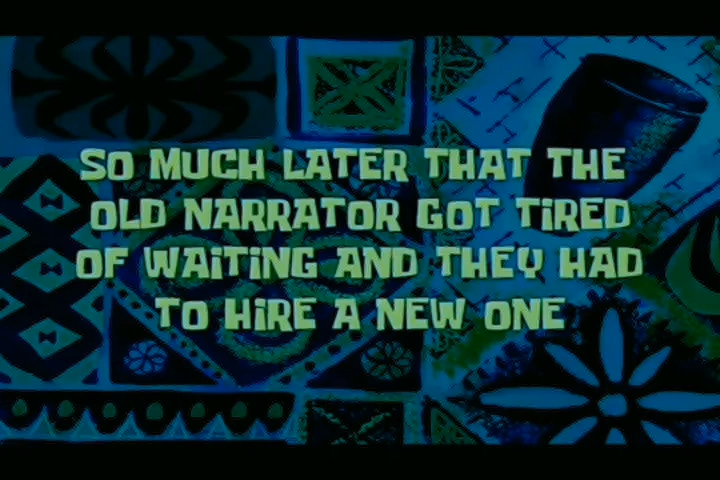 SO MUCH LATER THAT THE
OLD NARRATOR GOT TiRED
OF WAiTiNG AND THEY HAD
TO HiRE A NEW ONE